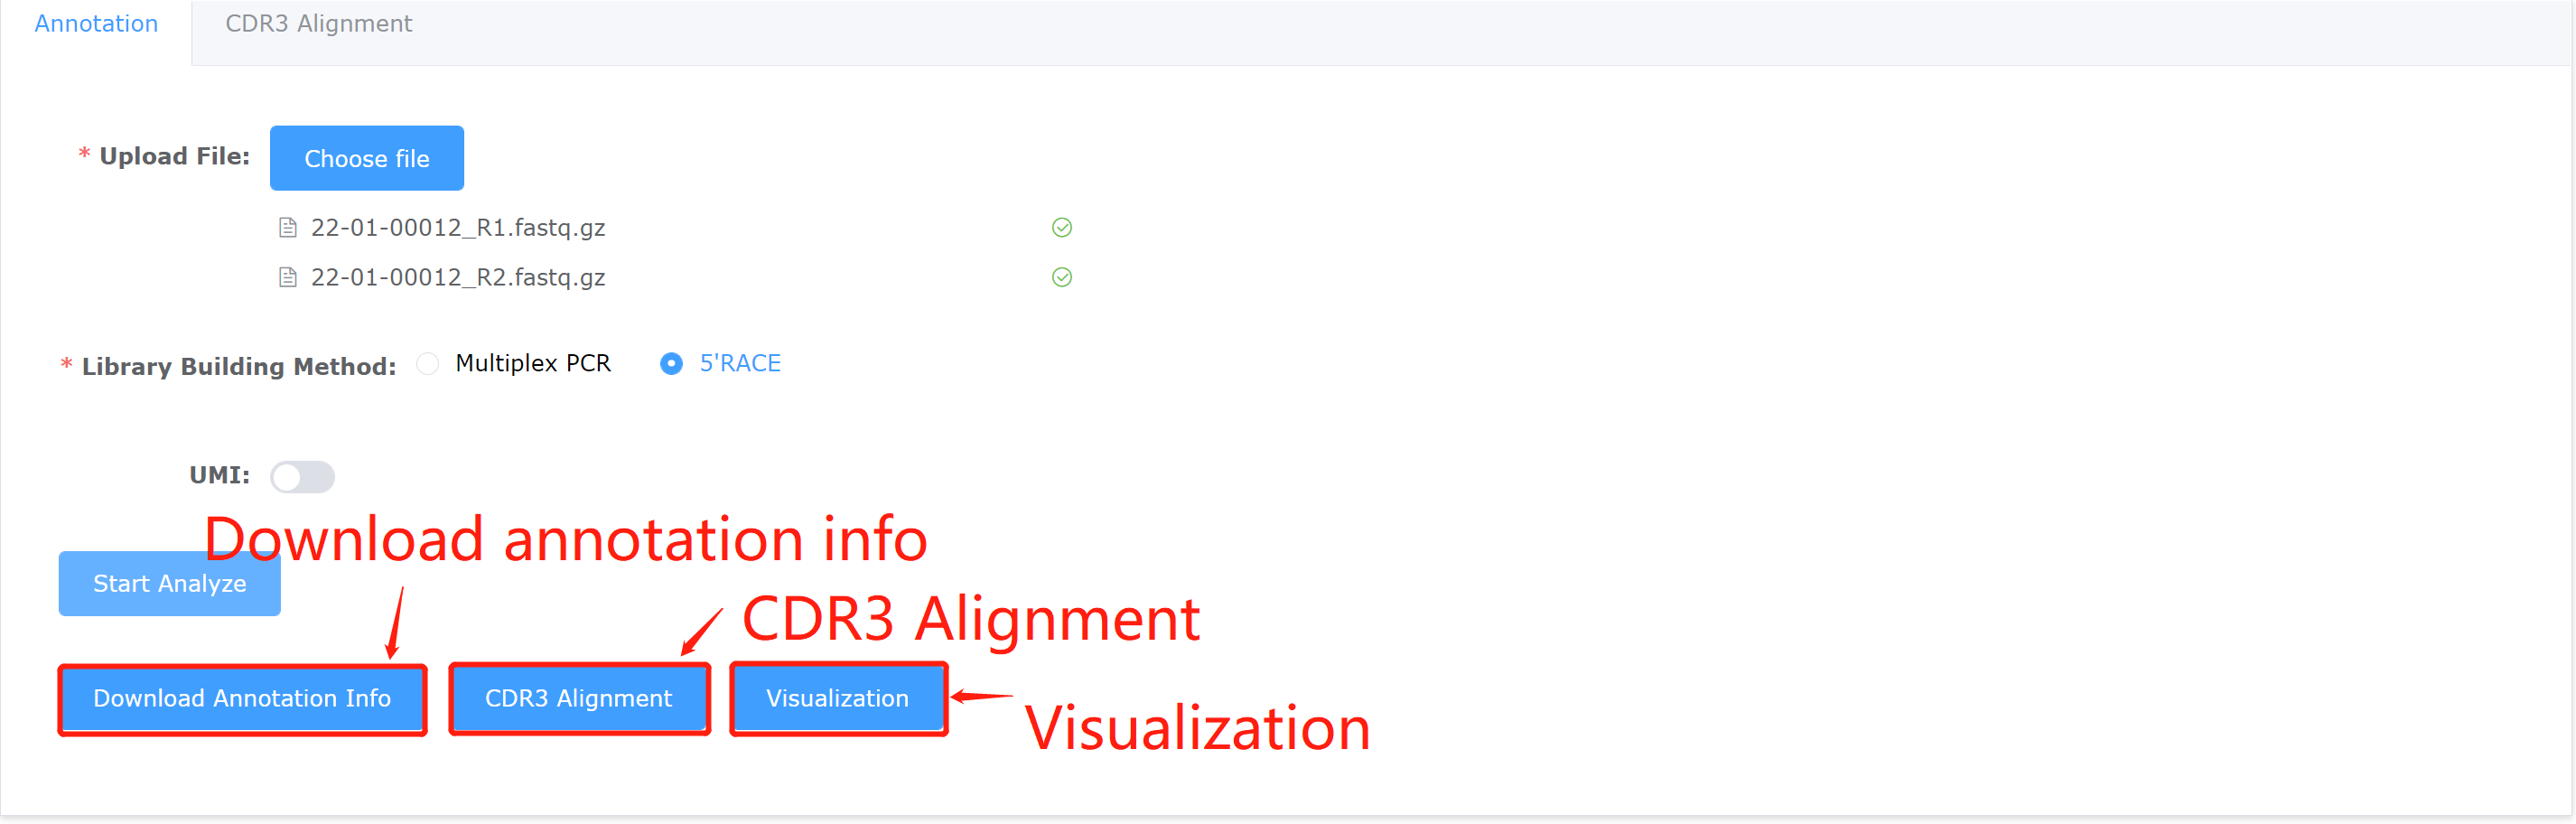 Annotation CDR3 Alignment
* Upload File: Choose file
22-01-00012_R1.fastq.gz
22-01-00012_R2.fastq.gz
* Library Building Method: Multiplex PCR 5'RACE
UMI:
Download annotation info
Start Analyze
CDR3 Alignment
Download Annotation Info CDR3 Alignment Visualization
Visualization